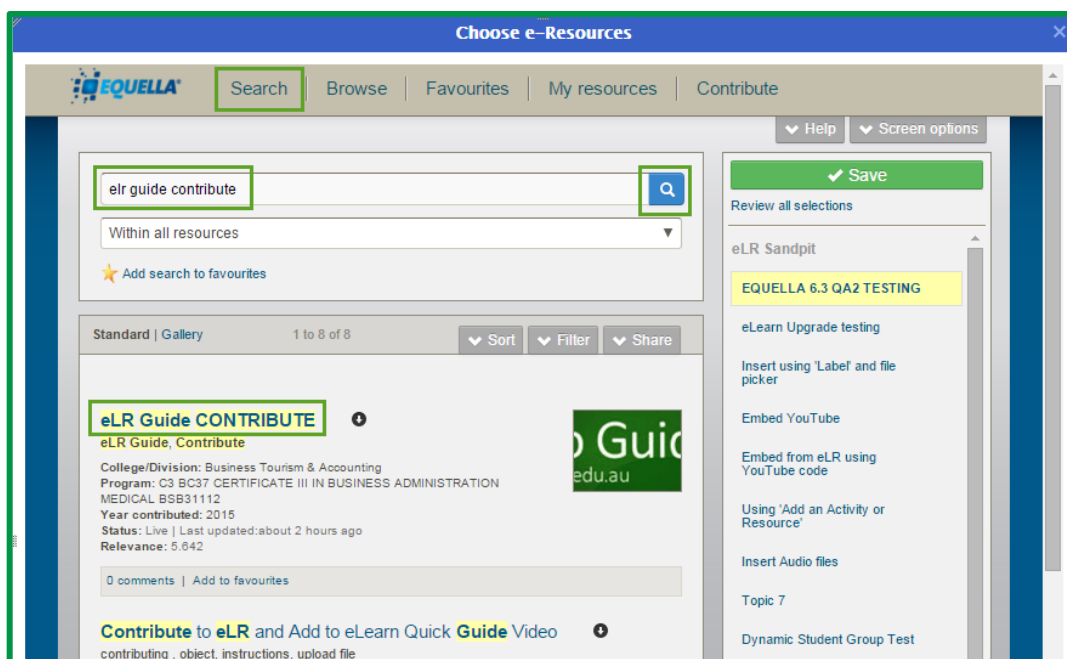 Choose e-Resources
EQUELLA
Search | Browse | Favourites | My resources | Contribute
Help
Screen options
elr guide contribute
Within all resources
Add search to favourites
Standard | Gallery
1 to 8 of 8
Sort
Filter
Share
eLR Guide CONTRIBUTE
eLR Guide, Contribute
College/Division: Business Tourism & Accounting
Program: C3 BC37 CERTIFICATE III IN BUSINESS ADMINISTRATION
MEDICAL BSB31112
Year contributed: 2015
Status: Live | Last updated:about 2 hours ago
Relevance: 5.642
Guid
edu.au
0 comments | Add to favourites
Contribute to eLR and Add to eLearn Quick Guide Video
contributing , object, instructions, upload file
Save
Review all selections
eLR Sandpit
EQUELLA 6.3 QA2 TESTING
eLearn Upgrade testing
Insert using 'Label' and file
picker
Embed YouTube
Embed from eLR using
YouTube code
Using 'Add an Activity or
Resource'
Insert Audio files
Topic 7
Dynamic Student Group Test